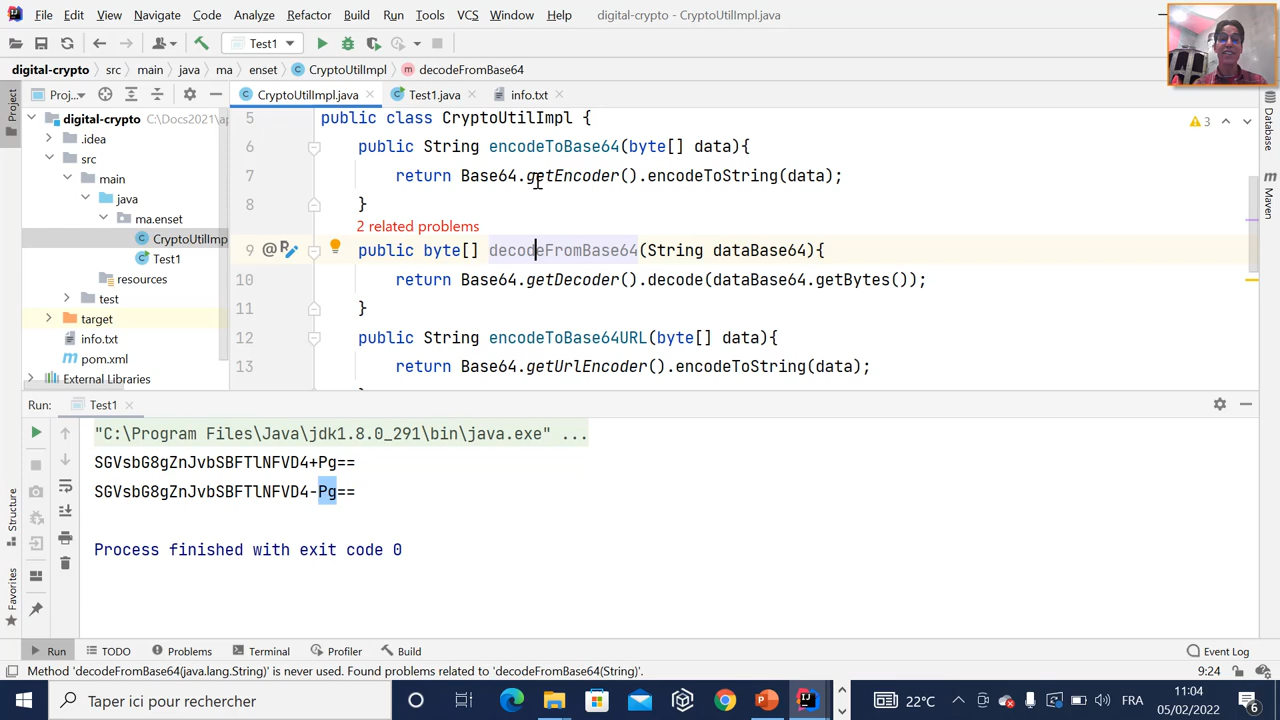 File Edit View Navigate Code Analyze Refactor Build Run Tools VCS Window Help digital-crypto - CryptoUtilImpl.java
Test1
digital-crypto src main java ma enset CryptoUtilImpl decodeFromBase64
Project
Proj...
CryptoUtilImpl.java Test1.java info.txt
digital-crypto C:\Docs2021\a
.idea
src
main
java
ma.enset
CryptoUtilImp
Test1
resources
test
target
info.txt
pom.xml
External Libraries
3
5 public class CryptoUtilImpl {
6 public String encodeToBase64(byte[] data){
7 return Base64.getEncoder().encodeToString(data);
8 }
2 related problems
9 @ public byte[] decodeFromBase64(String dataBase64){
10 return Base64.getDecoder().decode(dataBase64.getBytes());
11 }
12 public String encodeToBase64URL(byte[] data){
13 return Base64.getUrlEncoder().encodeToString(data);
Database
Maven
Run: Test1
"C:\Program Files\Java\jdk1.8.0_291\bin\java.exe" ...
SGVsbG8gZnJvbSBFTlNFVD4+Pg==
SGVsbG8gZnJvbSBFTlNFVD4-Pg==
Process finished with exit code 0
Structure
Favorites
Run TODO Problems Terminal Profiler Build Event Log
Method 'decodeFromBase64(java.lang.String)' is never used. Found problems related to 'decodeFromBase64(String)'. 9:24
Taper ici pour rechercher
22°C
FRA
11:04
05/02/2022
6